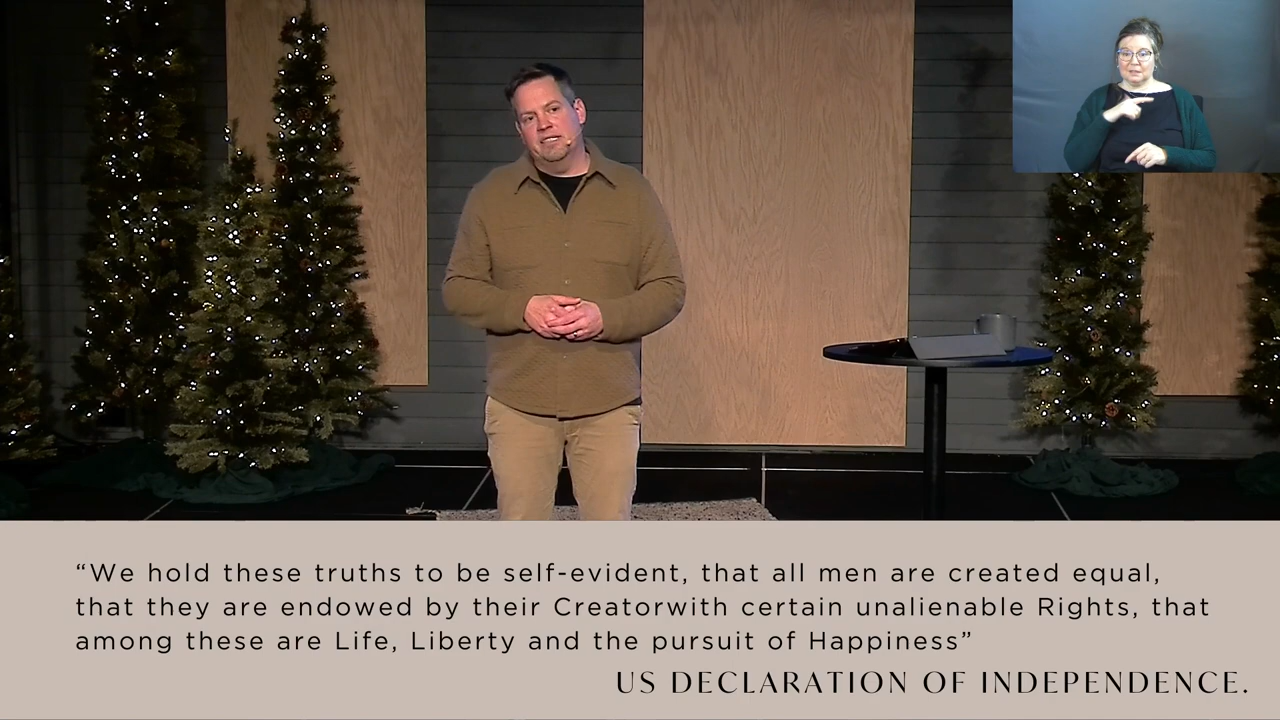 “We hold these truths to be self-evident, that all men are created equal,
that they are endowed by their Creatorwith certain unalienable Rights, that
among these are Life, Liberty and the pursuit of Happiness”
US DECLARATION OF INDEPENDENCE.